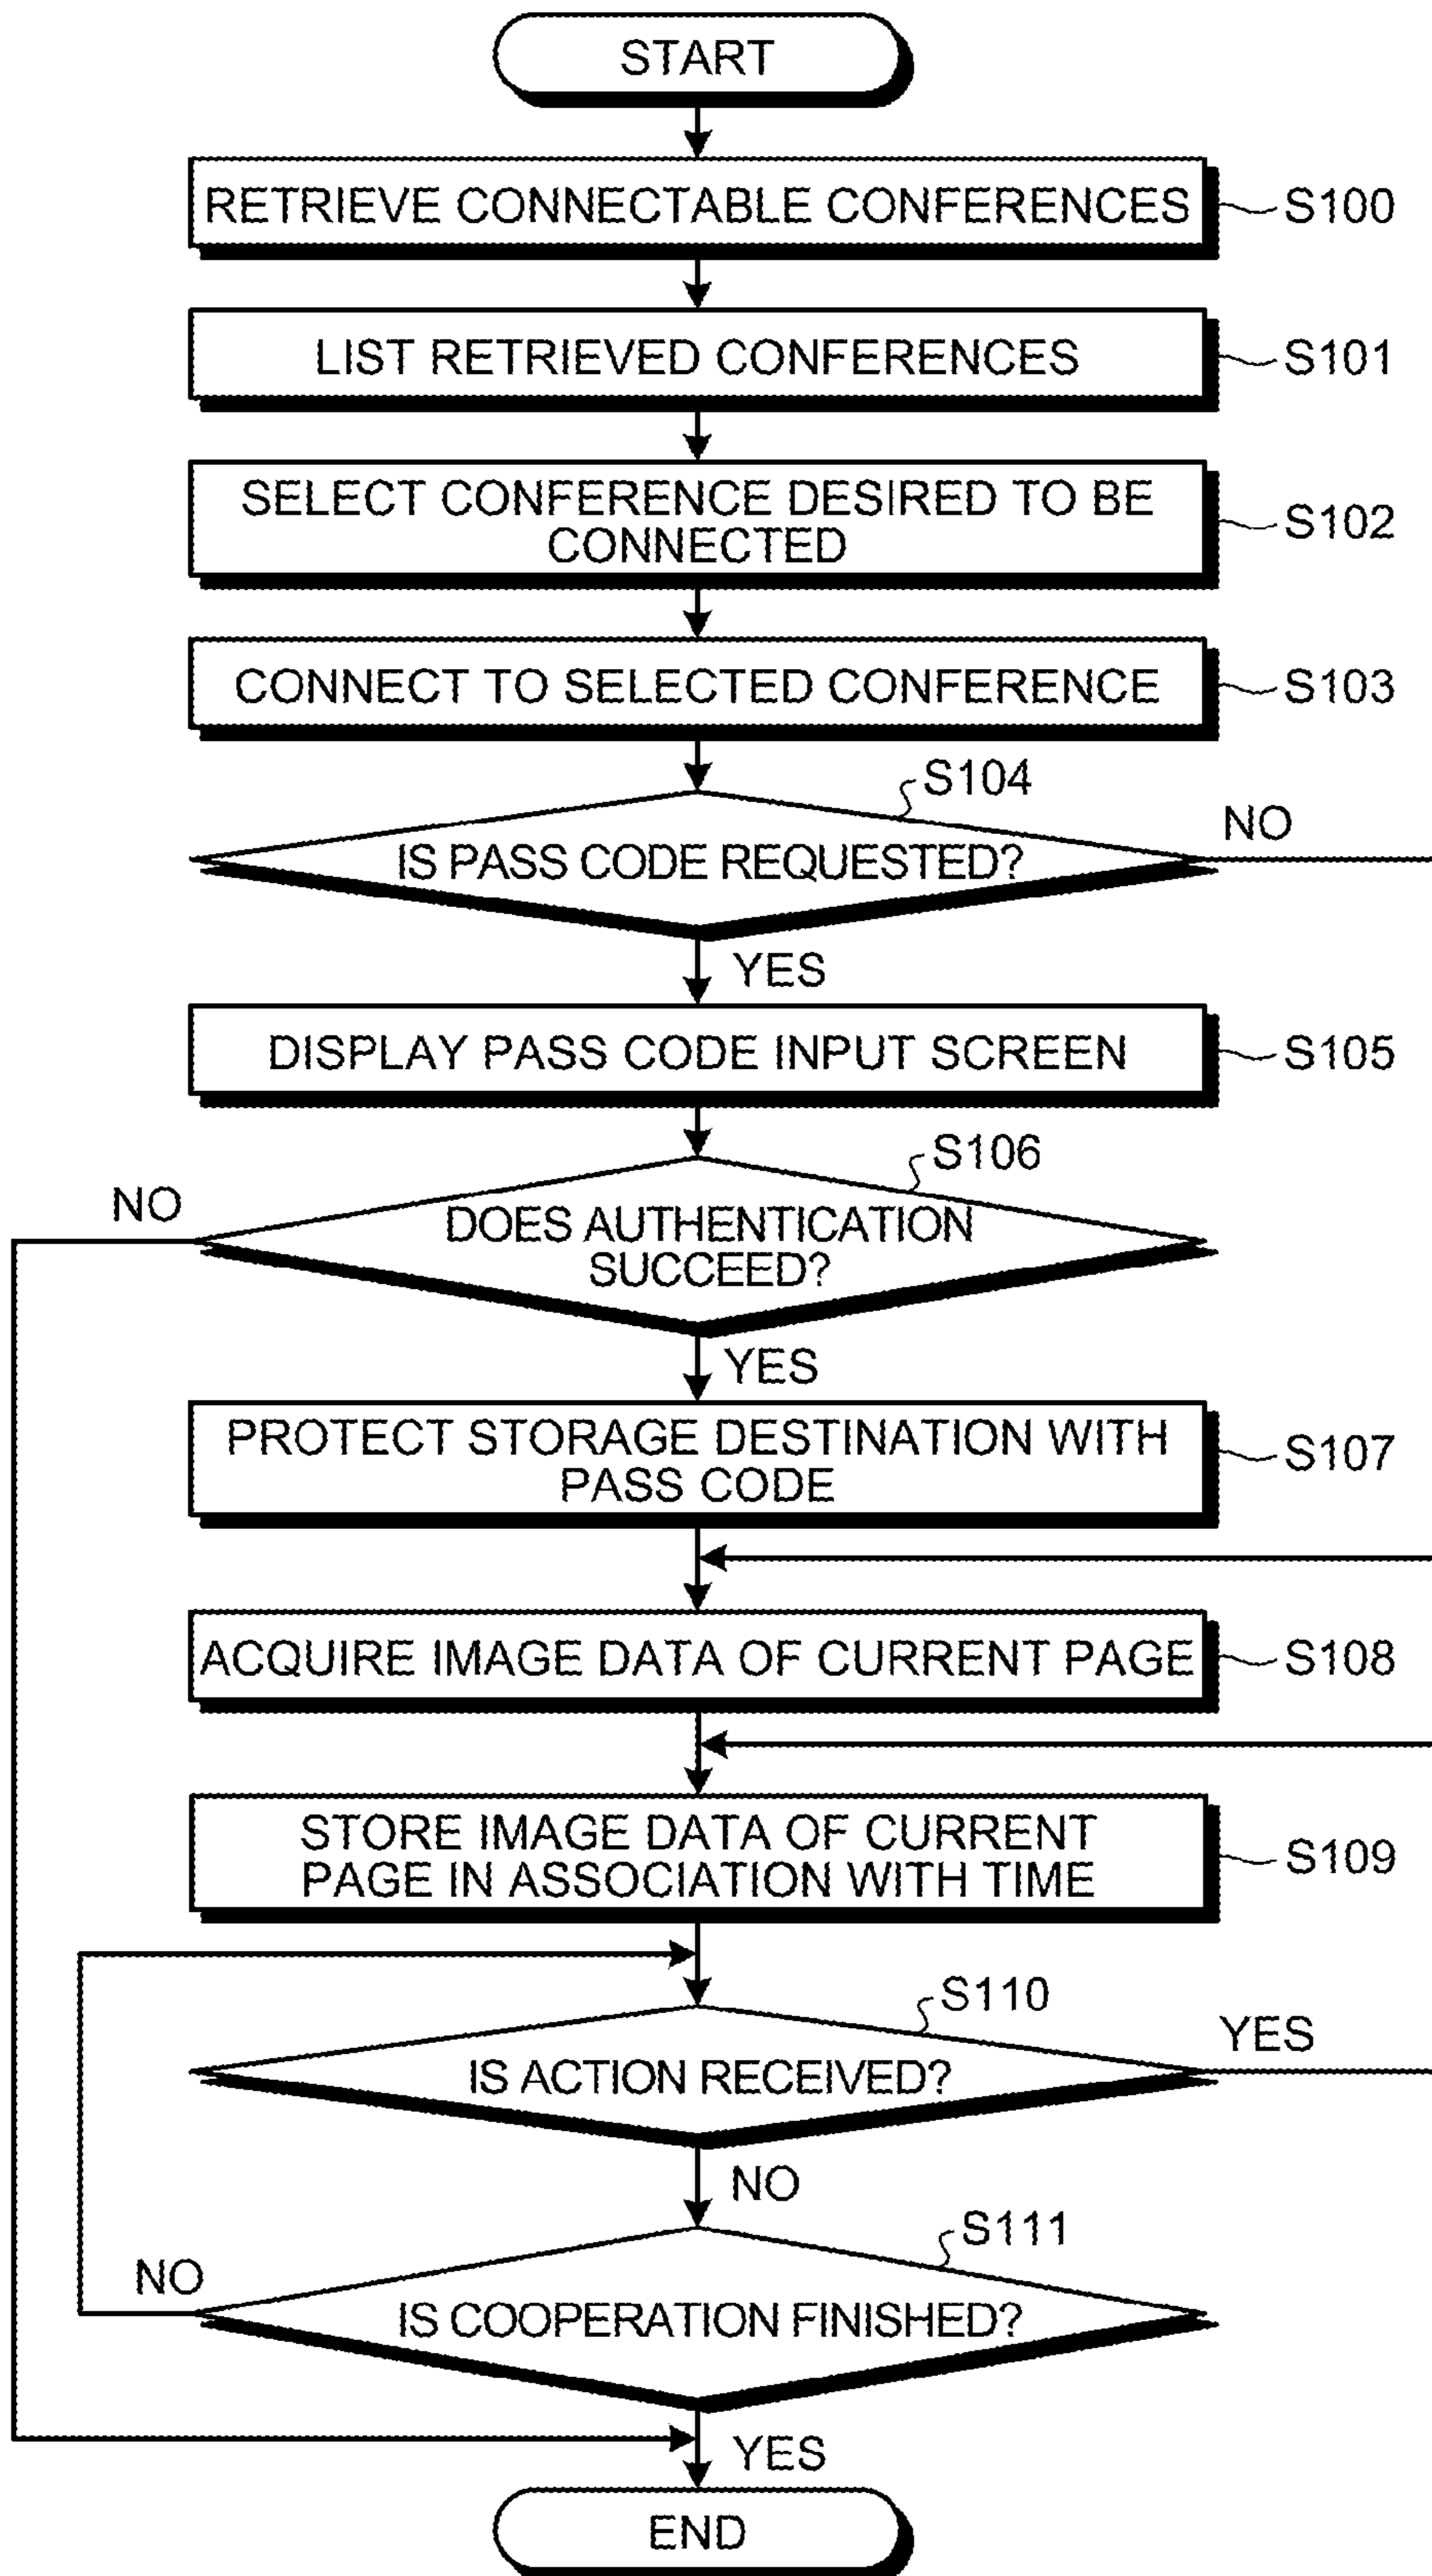 START
RETRIEVE CONNECTABLE CONFERENCES
S100
LIST RETRIEVED CONFERENCES
S101
SELECT CONFERENCE DESIRED TO BE
CONNECTED
S102
CONNECT TO SELECTED CONFERENCE
S103
S104
NO
IS PASS CODE REQUESTED?
YES
DISPLAY PASS CODE INPUT SCREEN
S105
S106
NO
DOES AUTHENTICATION
SUCCEED?
YES
PROTECT STORAGE DESTINATION WITH
PASS CODE
S107
ACQUIRE IMAGE DATA OF CURRENT PAGE
S108
STORE IMAGE DATA OF CURRENT
PAGE IN ASSOCIATION WITH TIME
S109
S110
YES
IS ACTION RECEIVED?
NO
S111
NO
IS COOPERATION FINISHED?
YES
END